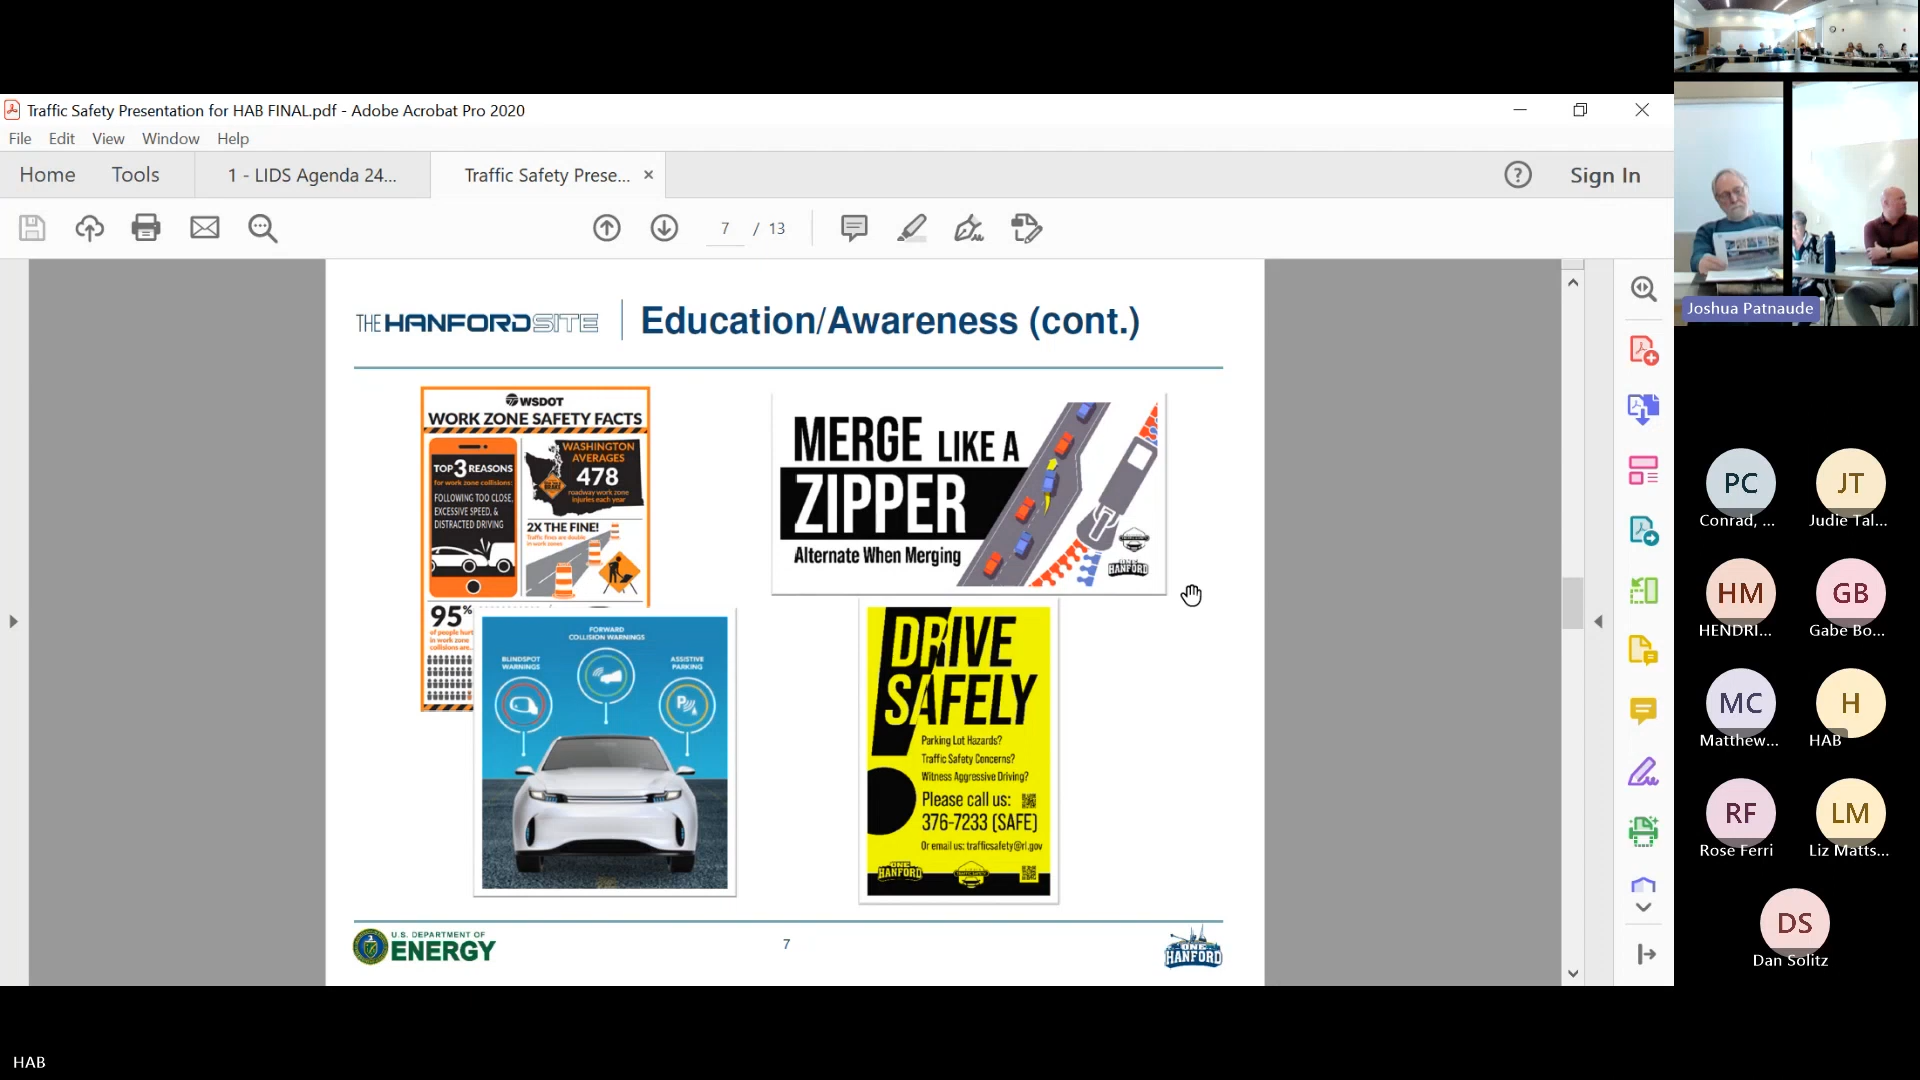 Traffic Safety Presentation for HAB FINAL.pdf - Adobe Acrobat Pro 2020
File Edit View Window Help
Home Tools 1 - LIDS Agenda 24... Traffic Safety Prese... Sign In
7 / 13
THE HANFORD SITE
Education/Awareness (cont.)
WSDOT
WORK ZONE SAFETY FACTS
TOP 3 REASONS
for work zone collisions:
FOLLOWING TOO CLOSE,
EXCESSIVE SPEED, &
DISTRACTED DRIVING
WASHINGTON
AVERAGES
478
roadway work zone
injuries each year
2X THE FINE!
Traffic fines are double
in work zones
95%
of people hurt
in work zone
collisions are...
MERGE LIKE A
ZIPPER
Alternate When Merging
ONE
HANFORD
FORWARD
COLLISION WARNINGS
BLINDSPOT
WARNINGS
ASSISTIVE
PARKING
DRIVE
SAFELY
Parking Lot Hazards?
Traffic Safety Concerns?
Witness Aggressive Driving?
Please call us:
376-7233 (SAFE)
Or email us: trafficsafety@rl.gov
ONE
HANFORD
U.S. DEPARTMENT OF
ENERGY
7
ONE
HANFORD
Joshua Patnaude
PC
Conrad, ...
JT
Judie Tal...
HM
HENDRI...
GB
Gabe Bo...
MC
Matthew...
H
HAB
RF
Rose Ferri
LM
Liz Matts...
DS
Dan Solitz
HAB